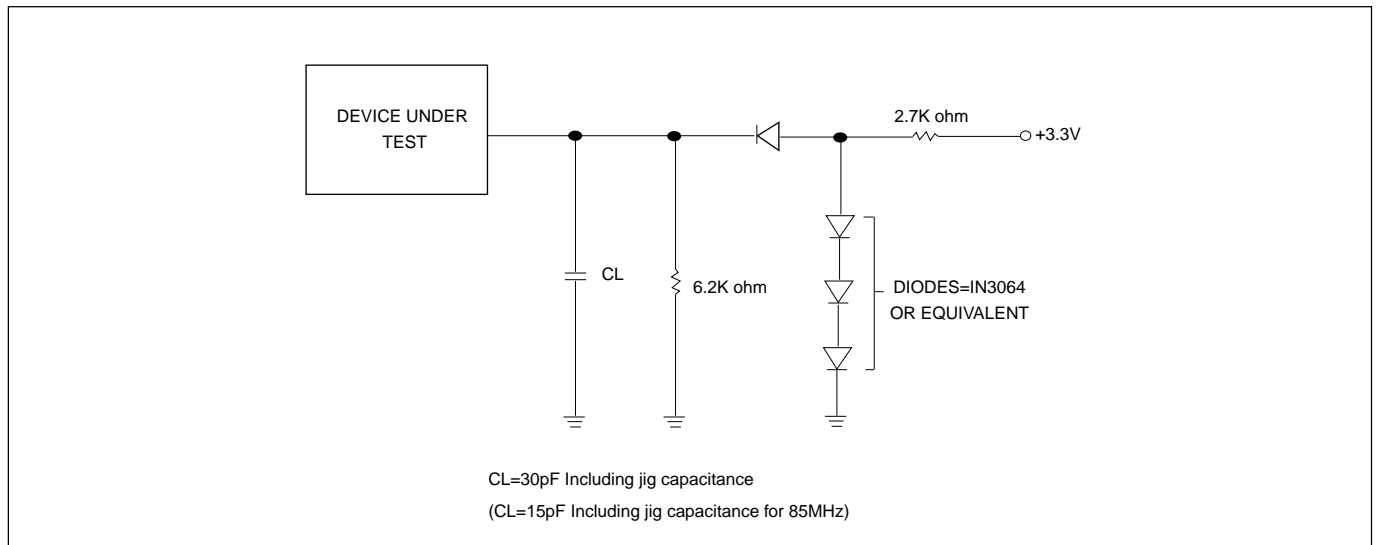 DEVICE UNDER
TEST
2.7K ohm
+3.3V
CL
6.2K ohm
DIODES=IN3064
OR EQUIVALENT
CL=30pF Including jig capacitance
(CL=15pF Including jig capacitance for 85MHz)